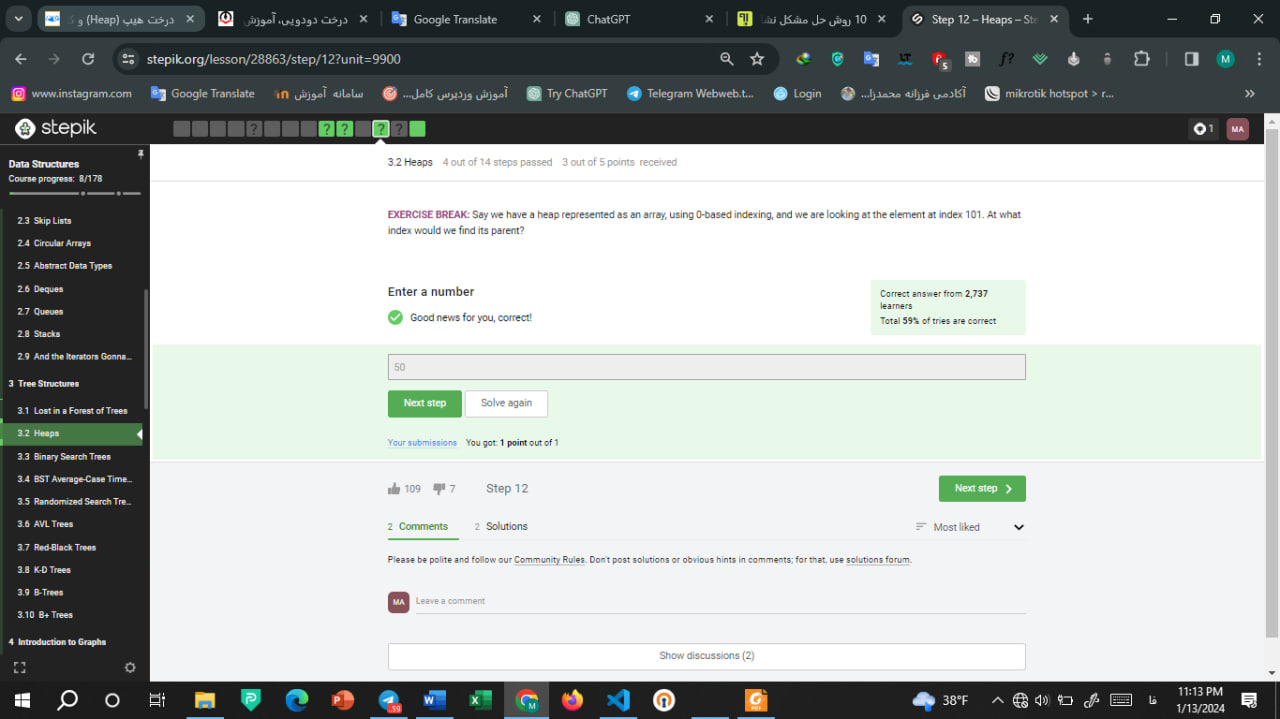 درخت هیپ (Heap) و ک
درخت دودویی، آموزش
Google Translate
ChatGPT
10 روش حل مشکل نشا
Step 12 – Heaps – Ste
stepik.org/lesson/28863/step/12?unit=9900
M
www.instagram.com
Google Translate
سامانه آموزش
آموزش وردپرس کامل...
Try ChatGPT
Telegram Webweb.t...
Login
آکادمی فرزانه محمدزا...
mikrotik hotspot > r...
stepik
?
? ?
? ?
1
MA
Data Structures
Course progress: 8/178
3.2 Heaps 4 out of 14 steps passed 3 out of 5 points received
2.3 Skip Lists
2.4 Circular Arrays
2.5 Abstract Data Types
2.6 Deques
2.7 Queues
2.8 Stacks
2.9 And the Iterators Gonna...
3 Tree Structures
3.1 Lost in a Forest of Trees
3.2 Heaps
3.3 Binary Search Trees
3.4 BST Average-Case Time...
3.5 Randomized Search Tre...
3.6 AVL Trees
3.7 Red-Black Trees
3.8 K-D Trees
3.9 B-Trees
3.10 B+ Trees
4 Introduction to Graphs
EXERCISE BREAK: Say we have a heap represented as an array, using 0-based indexing, and we are looking at the element at index 101. At what
index would we find its parent?
Enter a number
Good news for you, correct!
Correct answer from 2,737
learners
Total 59% of tries are correct
50
Next step
Solve again
Your submissions You got: 1 point out of 1
109
7
Step 12
Next step
2 Comments
2 Solutions
Most liked
Please be polite and follow our Community Rules. Don't post solutions or obvious hints in comments; for that, use solutions forum.
MA
Leave a comment
Show discussions (2)
59
38°F
فا
11:13 PM
1/13/2024